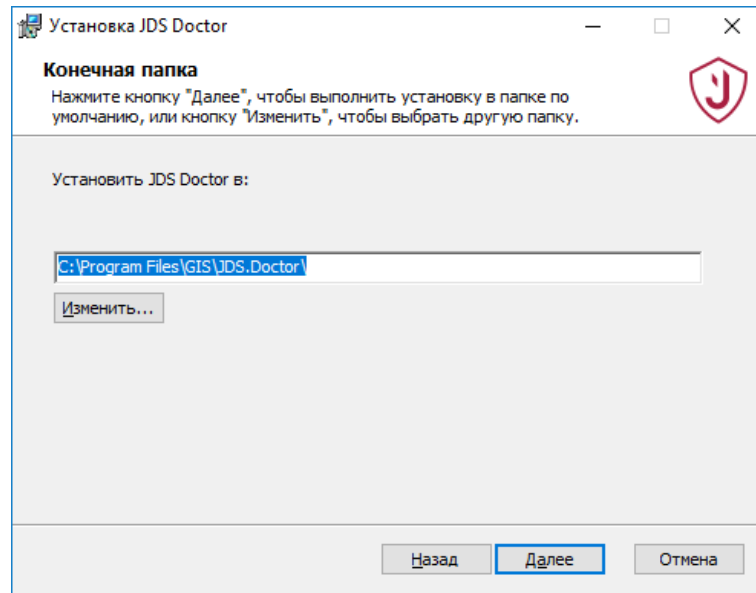 Установка JDS Doctor
Конечная папка
Нажмите кнопку "Далее", чтобы выполнить установку в папке по
умолчанию, или кнопку "Изменить", чтобы выбрать другую папку.
Установить JDS Doctor в:
C:\Program Files\GIS\JDS.Doctor\
Изменить...
Назад Далее Отмена